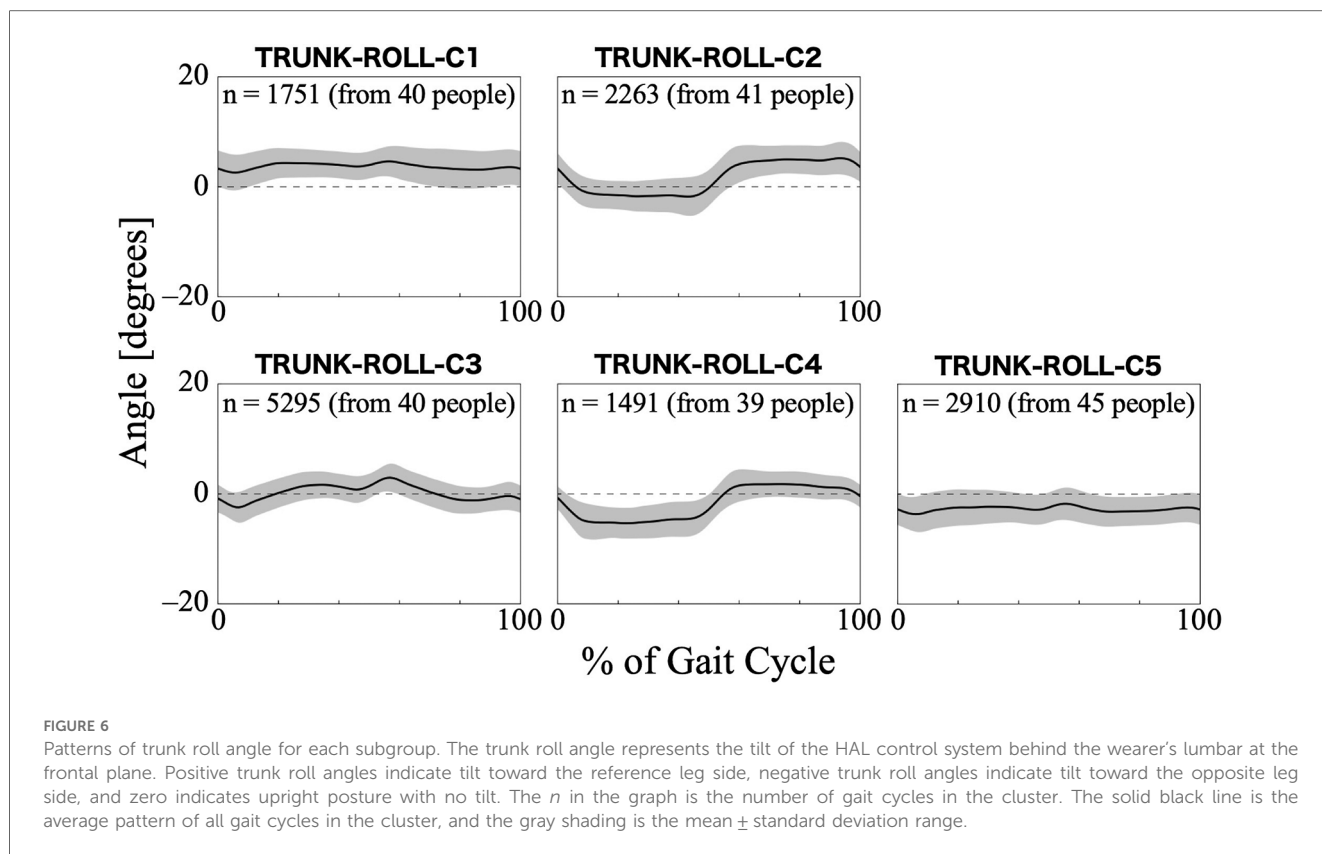 TRUNK-ROLL-C1 TRUNK-ROLL-C2
20
n = 1751 (from 40 people) n = 2263 (from 41 people)
0
−20
0 100 0 100
TRUNK-ROLL-C3 TRUNK-ROLL-C4 TRUNK-ROLL-C5
20
n = 5295 (from 40 people) n = 1491 (from 39 people) n = 2910 (from 45 people)
0
−20
0 100 0 100 100
Angle [degrees]
% of Gait Cycle
FIGURE 6
Patterns of trunk roll angle for each subgroup. The trunk roll angle represents the tilt of the HAL control system behind the wearer's lumbar at the
frontal plane. Positive trunk roll angles indicate tilt toward the reference leg side, negative trunk roll angles indicate tilt toward the opposite leg
side, and zero indicates upright posture with no tilt. The n in the graph is the number of gait cycles in the cluster. The solid black line is the
average pattern of all gait cycles in the cluster, and the gray shading is the mean ± standard deviation range.